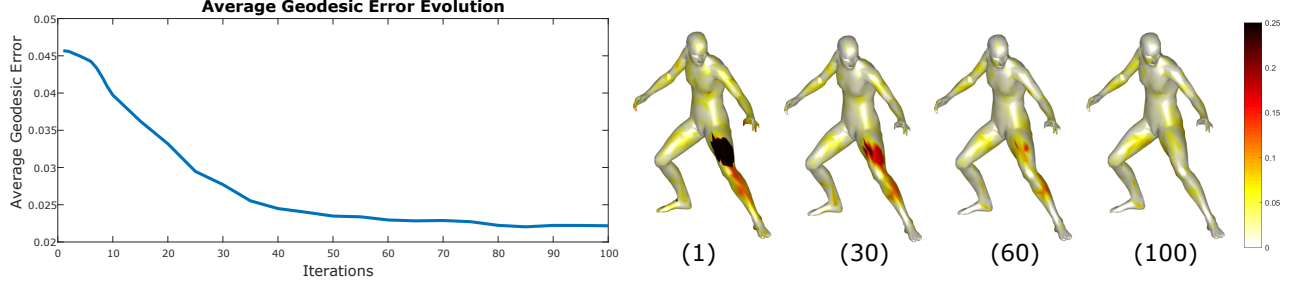 Average Geodesic Error Evolution
Average Geodesic Error
0.05
0.045
0.04
0.035
0.03
0.025
0.02
0 10 20 30 40 50 60 70 80 90 100
Iterations
(1) (30) (60) (100)
0.25
0.2
0.15
0.1
0.05
0